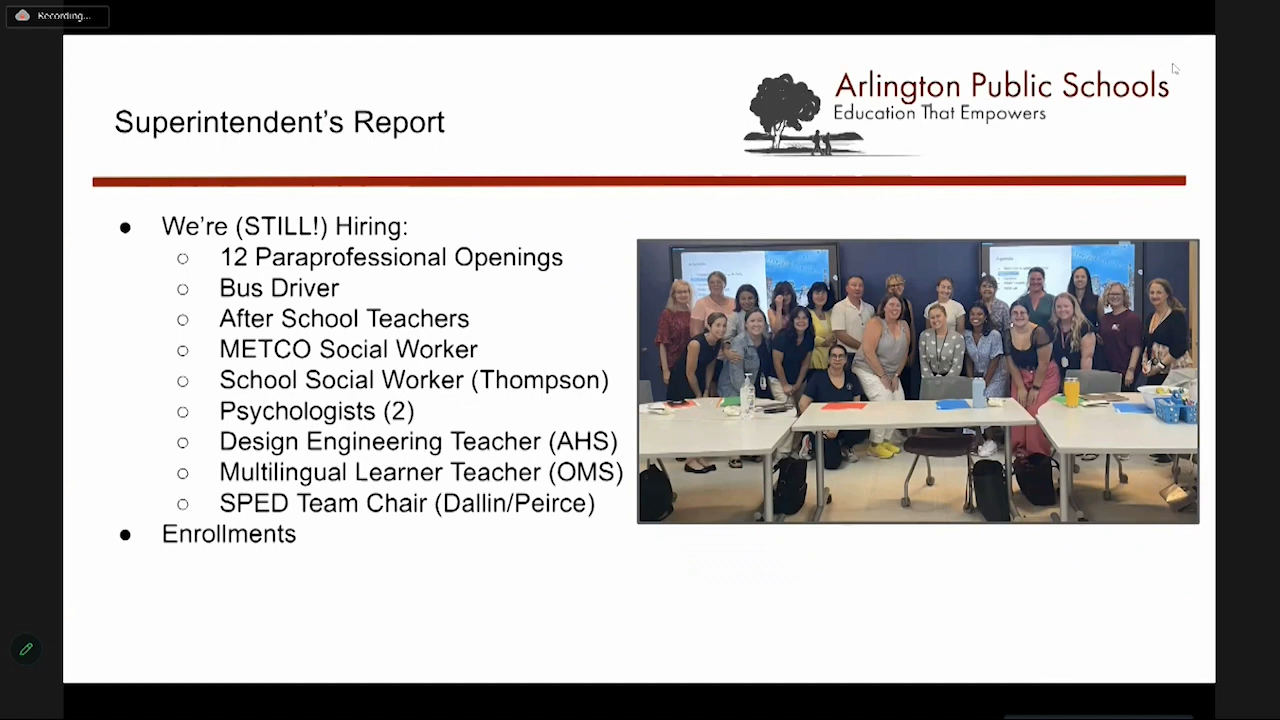 Recording...
Arlington Public Schools
Education That Empowers
Superintendent's Report
● We're (STILL!) Hiring:
○ 12 Paraprofessional Openings
○ Bus Driver
○ After School Teachers
○ METCO Social Worker
○ School Social Worker (Thompson)
○ Psychologists (2)
○ Design Engineering Teacher (AHS)
○ Multilingual Learner Teacher (OMS)
○ SPED Team Chair (Dallin/Peirce)
● Enrollments